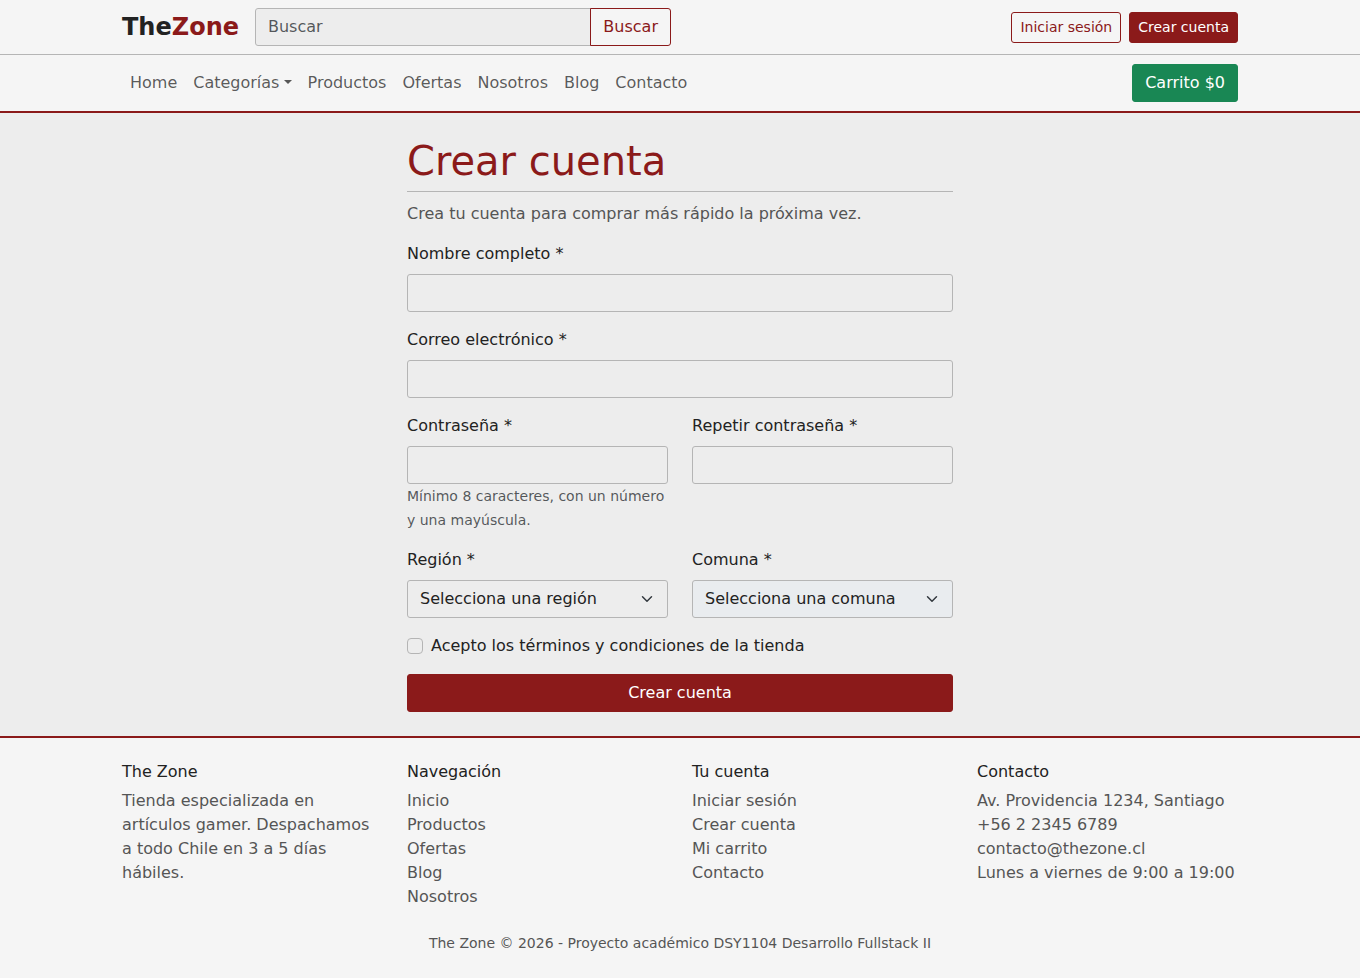 TheZone Buscar Buscar Iniciar sesión Crear cuenta
Home Categorías Productos Ofertas Nosotros Blog Contacto Carrito $0
Crear cuenta
Crea tu cuenta para comprar más rápido la próxima vez.
Nombre completo *
Correo electrónico *
Contraseña * Repetir contraseña *
Mínimo 8 caracteres, con un número
y una mayúscula.
Región * Comuna *
Selecciona una región Selecciona una comuna
Acepto los términos y condiciones de la tienda
Crear cuenta
The Zone
Tienda especializada en
artículos gamer. Despachamos
a todo Chile en 3 a 5 días
hábiles.
Navegación
Inicio
Productos
Ofertas
Blog
Nosotros
Tu cuenta
Iniciar sesión
Crear cuenta
Mi carrito
Contacto
Contacto
Av. Providencia 1234, Santiago
+56 2 2345 6789
contacto@thezone.cl
Lunes a viernes de 9:00 a 19:00
The Zone © 2026 - Proyecto académico DSY1104 Desarrollo Fullstack II